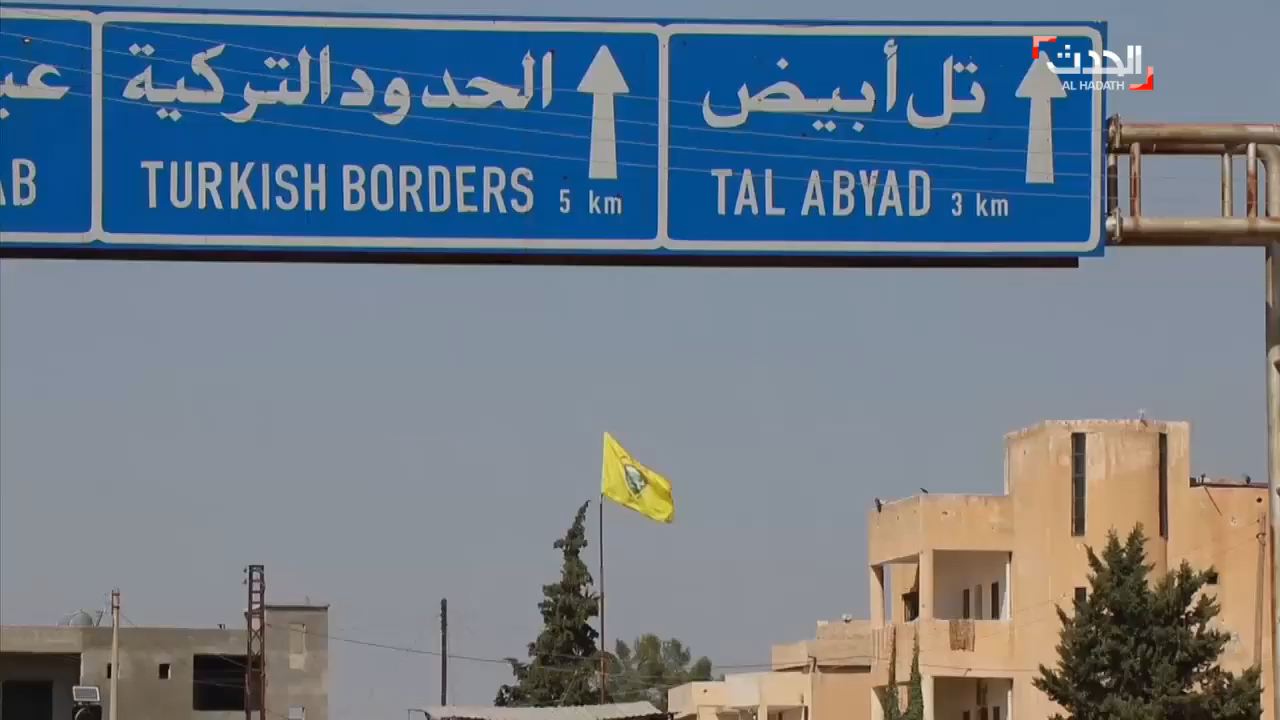 تل أبيض
TAL ABYAD 3 km
الحدود التركية
TURKISH BORDERS 5 km
الحدث
AL HADATH